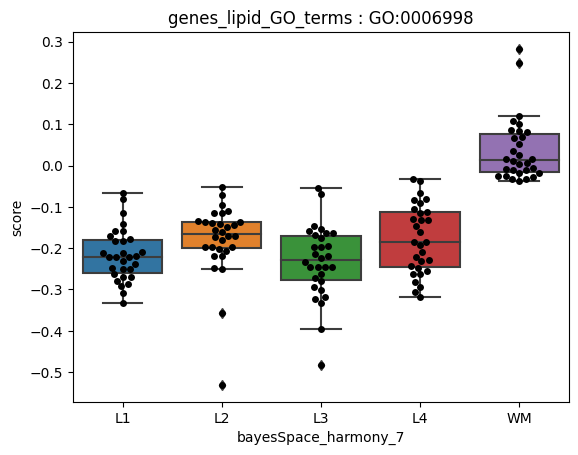 genes_lipid_GO_terms : GO:0006998
0.3
0.2
0.1
0.0
−0.1
−0.2
−0.3
−0.4
−0.5
score
L1 L2 L3 L4 WM
bayesSpace_harmony_7